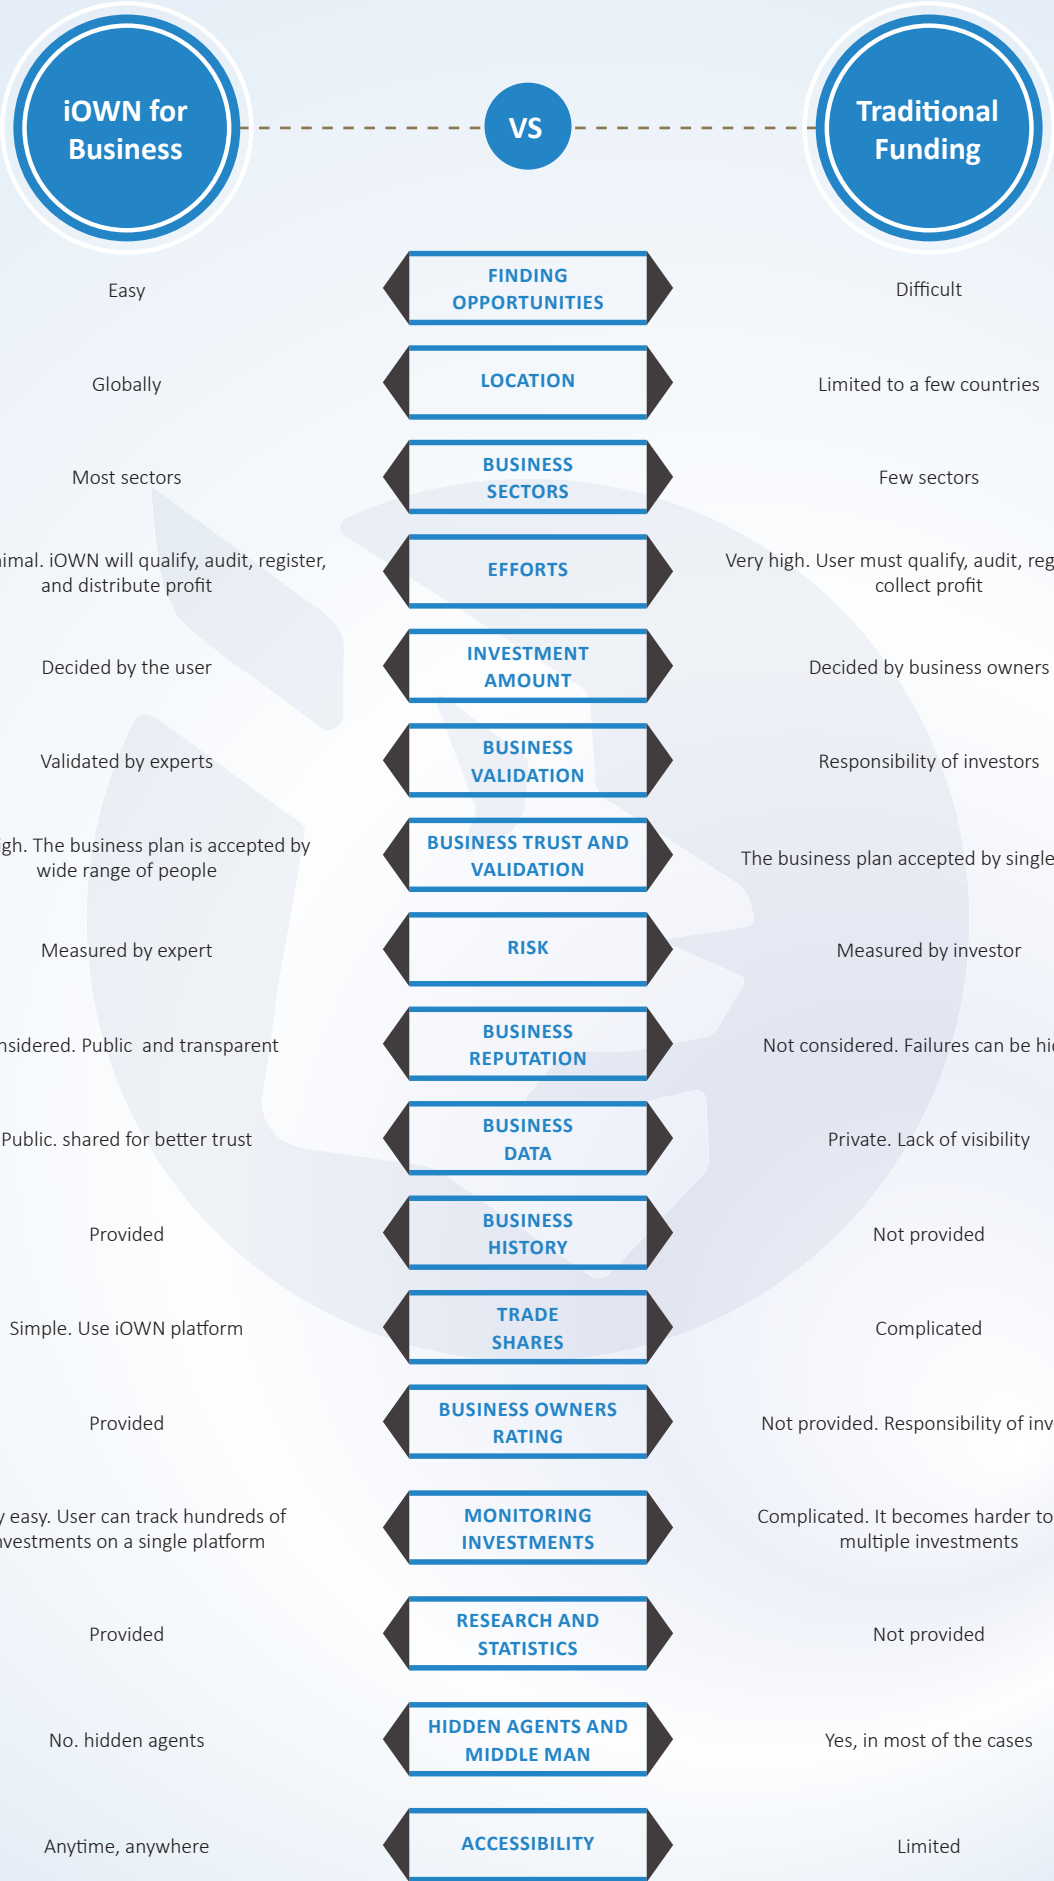 iOWN for
Business
VS
Traditional
Funding
Easy
FINDING
OPPORTUNITIES
Difficult
Globally
LOCATION
Limited to a few countries
Most sectors
BUSINESS
SECTORS
Few sectors
iOWN will qualify, audit, register,
and distribute profit
EFFORTS
Very high. User must qualify, audit,
collect profit
Decided by the user
INVESTMENT
AMOUNT
Decided by business owners
Validated by experts
BUSINESS
VALIDATION
Responsibility of investors
The business plan is accepted by
wide range of people
BUSINESS TRUST AND
VALIDATION
The business plan accepted by single
Measured by expert
RISK
Measured by investor
Public and transparent
BUSINESS
REPUTATION
Not considered. Failures can be
Public. shared for better trust
BUSINESS
DATA
Private. Lack of visibility
Provided
BUSINESS
HISTORY
Not provided
Simple. Use iOWN platform
TRADE
SHARES
Complicated
Provided
BUSINESS OWNERS
RATING
Not provided. Responsibility of
easy. User can track hundreds of
on a single platform
MONITORING
INVESTMENTS
Complicated. It becomes harder to
multiple investments
Provided
RESEARCH AND
STATISTICS
Not provided
No. hidden agents
HIDDEN AGENTS AND
MIDDLE MAN
Yes, in most of the cases
Anytime, anywhere
ACCESSIBILITY
Limited